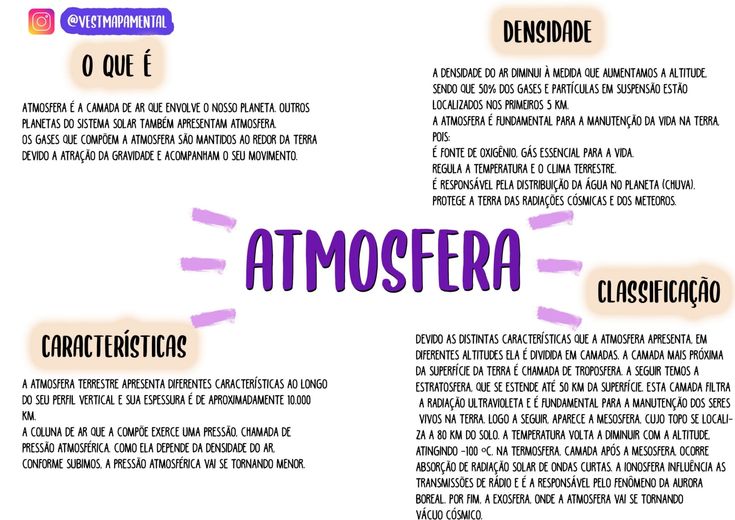 @VESTMAPAMENTAL
O QUE É
ATMOSFERA É A CAMADA DE AR QUE ENVOLVE O NOSSO PLANETA. OUTROS
PLANETAS DO SISTEMA SOLAR TAMBÉM APRESENTAM ATMOSFERA.
OS GASES QUE COMPÕEM A ATMOSFERA SÃO MANTIDOS AO REDOR DA TERRA
DEVIDO A ATRAÇÃO DA GRAVIDADE E ACOMPANHAM O SEU MOVIMENTO.
DENSIDADE
A DENSIDADE DO AR DIMINUI À MEDIDA QUE AUMENTAMOS A ALTITUDE,
SENDO QUE 50% DOS GASES E PARTÍCULAS EM SUSPENSÃO ESTÃO
LOCALIZADOS NOS PRIMEIROS 5 KM.
A ATMOSFERA É FUNDAMENTAL PARA A MANUTENÇÃO DA VIDA NA TERRA,
POIS:
É FONTE DE OXIGÊNIO, GÁS ESSENCIAL PARA A VIDA.
REGULA A TEMPERATURA E O CLIMA TERRESTRE.
É RESPONSÁVEL PELA DISTRIBUIÇÃO DA ÁGUA NO PLANETA (CHUVA).
PROTEGE A TERRA DAS RADIAÇÕES CÓSMICAS E DOS METEOROS.
ATMOSFERA
CARACTERÍSTICAS
A ATMOSFERA TERRESTRE APRESENTA DIFERENTES CARACTERÍSTICAS AO LONGO
DO SEU PERFIL VERTICAL E SUA ESPESSURA É DE APROXIMADAMENTE 10.000
KM.
A COLUNA DE AR QUE A COMPÕE EXERCE UMA PRESSÃO, CHAMADA DE
PRESSÃO ATMOSFÉRICA. COMO ELA DEPENDA DA DENSIDADE DO AR,
CONFORME SUBIMOS, A PRESSÃO ATMOSFÉRICA VAI SE TORNANDO MENOR.
CLASSIFICAÇÃO
DEVIDO AS DISTINTAS CARACTERÍSTICAS QUE A ATMOSFERA APRESENTA, EM
DIFERENTES ALTITUDES ELA É DIVIDIDA EM CAMADAS. A CAMADA MAIS PRÓXIMA
DA SUPERFÍCIE DA TERRA É CHAMADA DE TROPOSFERA. A SEGUIR TEMOS A
ESTRATOSFERA, QUE SE ESTENDE ATÉ 50 KM DA SUPERFÍCIE. ESTA CAMADA FILTRA
A RADIAÇÃO ULTRAVIOLETA E É FUNDAMENTAL PARA A MANUTENÇÃO DOS SERES
VIVOS NA TERRA. LOGO A SEGUIR, APARECE A MESOSFERA, CUJO TOPO SE LOCALI-
ZA A 80 KM DO SOLO. A TEMPERATURA VOLTA A DIMINUIR COM A ALTITUDE,
ATINGINDO -100 ºC. NA TERMOSFERA, CAMADA APÓS A MESOSFERA, OCORRE
ABSORÇÃO DE RADIAÇÃO SOLAR DE ONDAS CURTAS. A IONOSFERA INFLUÊNCIA AS
TRANSMISSÕES DE RÁDIO E É A RESPONSÁVEL PELO FENÔMENO DA AURORA
BOREAL. POR FIM, A EXOSFERA, ONDE A ATMOSFERA VAI SE TORNANDO
VÁCUO CÓSMICO.